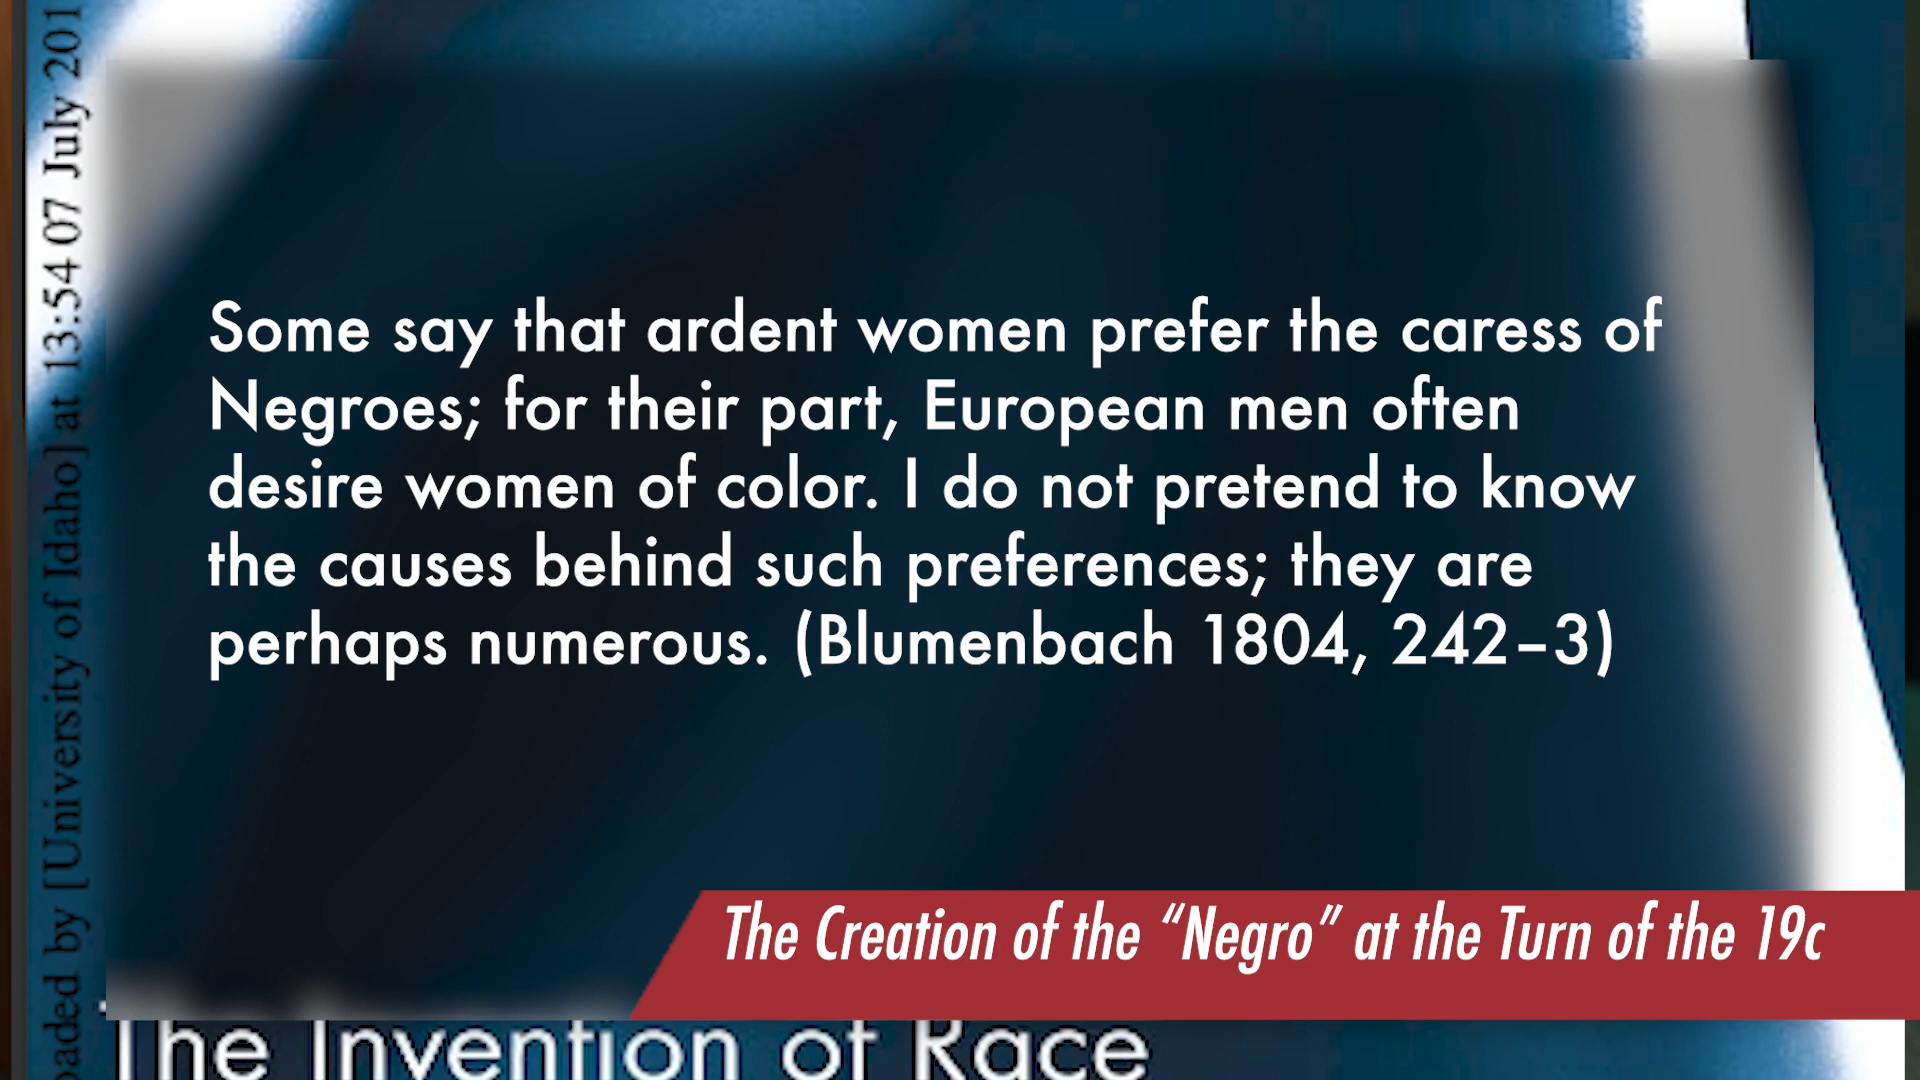 oaded by [University of Idaho] at 13:54 07 July 201
Some say that ardent women prefer the caress of
Negroes; for their part, European men often
desire women of color. I do not pretend to know
the causes behind such preferences; they are
perhaps numerous. (Blumenbach 1804, 242–3)
The Creation of the “Negro” at the Turn of the 19c
The Invention of Race